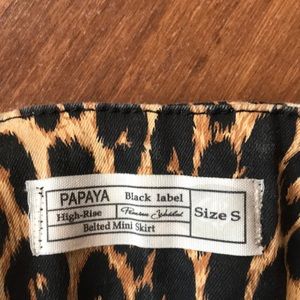 PAPAYA Black label
High-Rise
Size S
Belted Mini Skirt